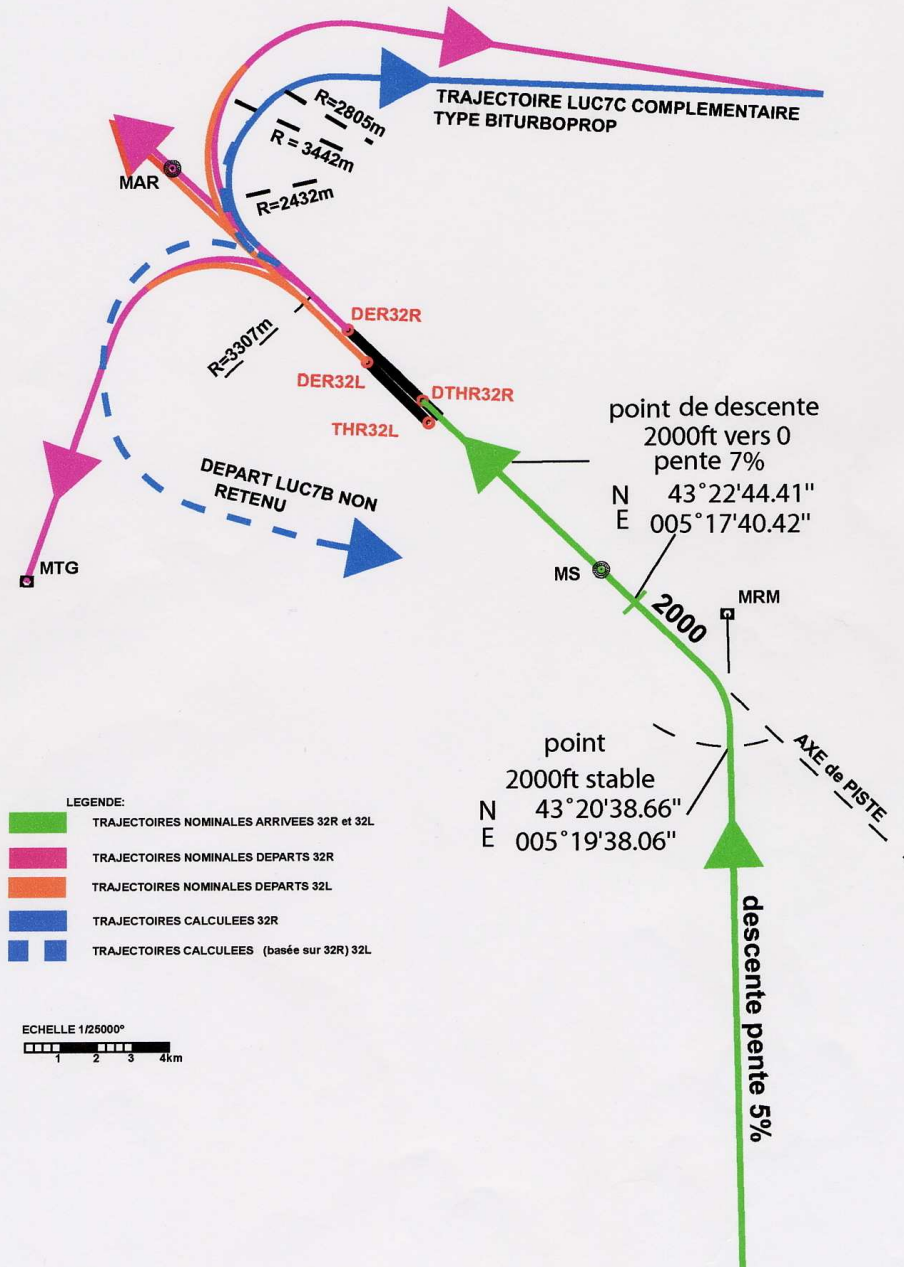 TRAJECTOIRE LUC7C COMPLEMENTAIRE
TYPE BITURBOPROP
R=2805m
R = 3442m
R=2432m
MAR
DER32R
R=3307m
DER32L
DTHR32R
THR32L
point de descente
2000ft vers 0
pente 7%
N 43°22'44.41"
E 005°17'40.42"
DEPART LUC7B NON
RETENU
MTG
MS
MRM
2000
AXE de PISTE
point
2000ft stable
N 43°20'38.66"
E 005°19'38.06"
LEGENDE:
TRAJECTOIRES NOMINALES ARRIVEES 32R et 32L
TRAJECTOIRES NOMINALES DEPARTS 32R
TRAJECTOIRES NOMINALES DEPARTS 32L
TRAJECTOIRES CALCULEES 32R
TRAJECTOIRES CALCULEES (basée sur 32R) 32L
descente pente 5%
ECHELLE 1/25000°
1 2 3 4km